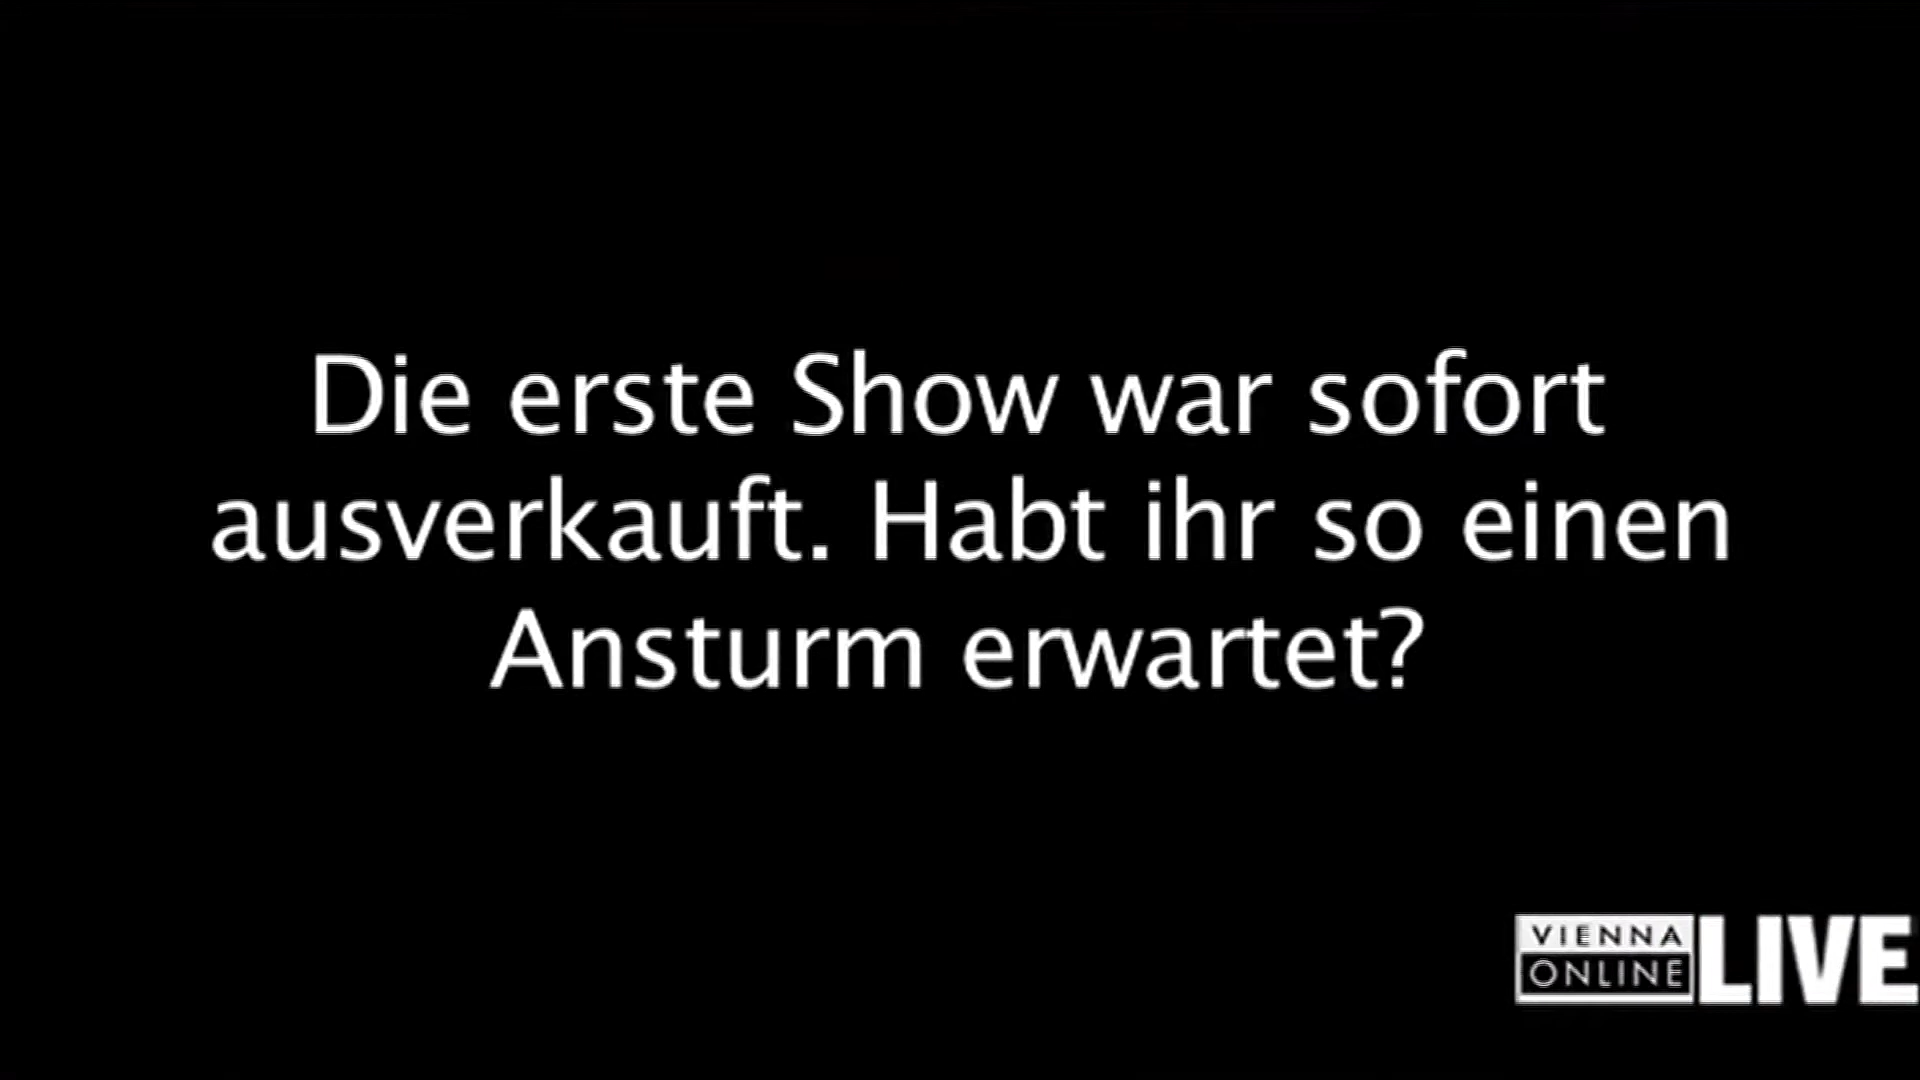 Die erste Show war sofort
ausverkauft. Habt ihr so einen
Ansturm erwartet?
VIENNA
ONLINE
LIVE